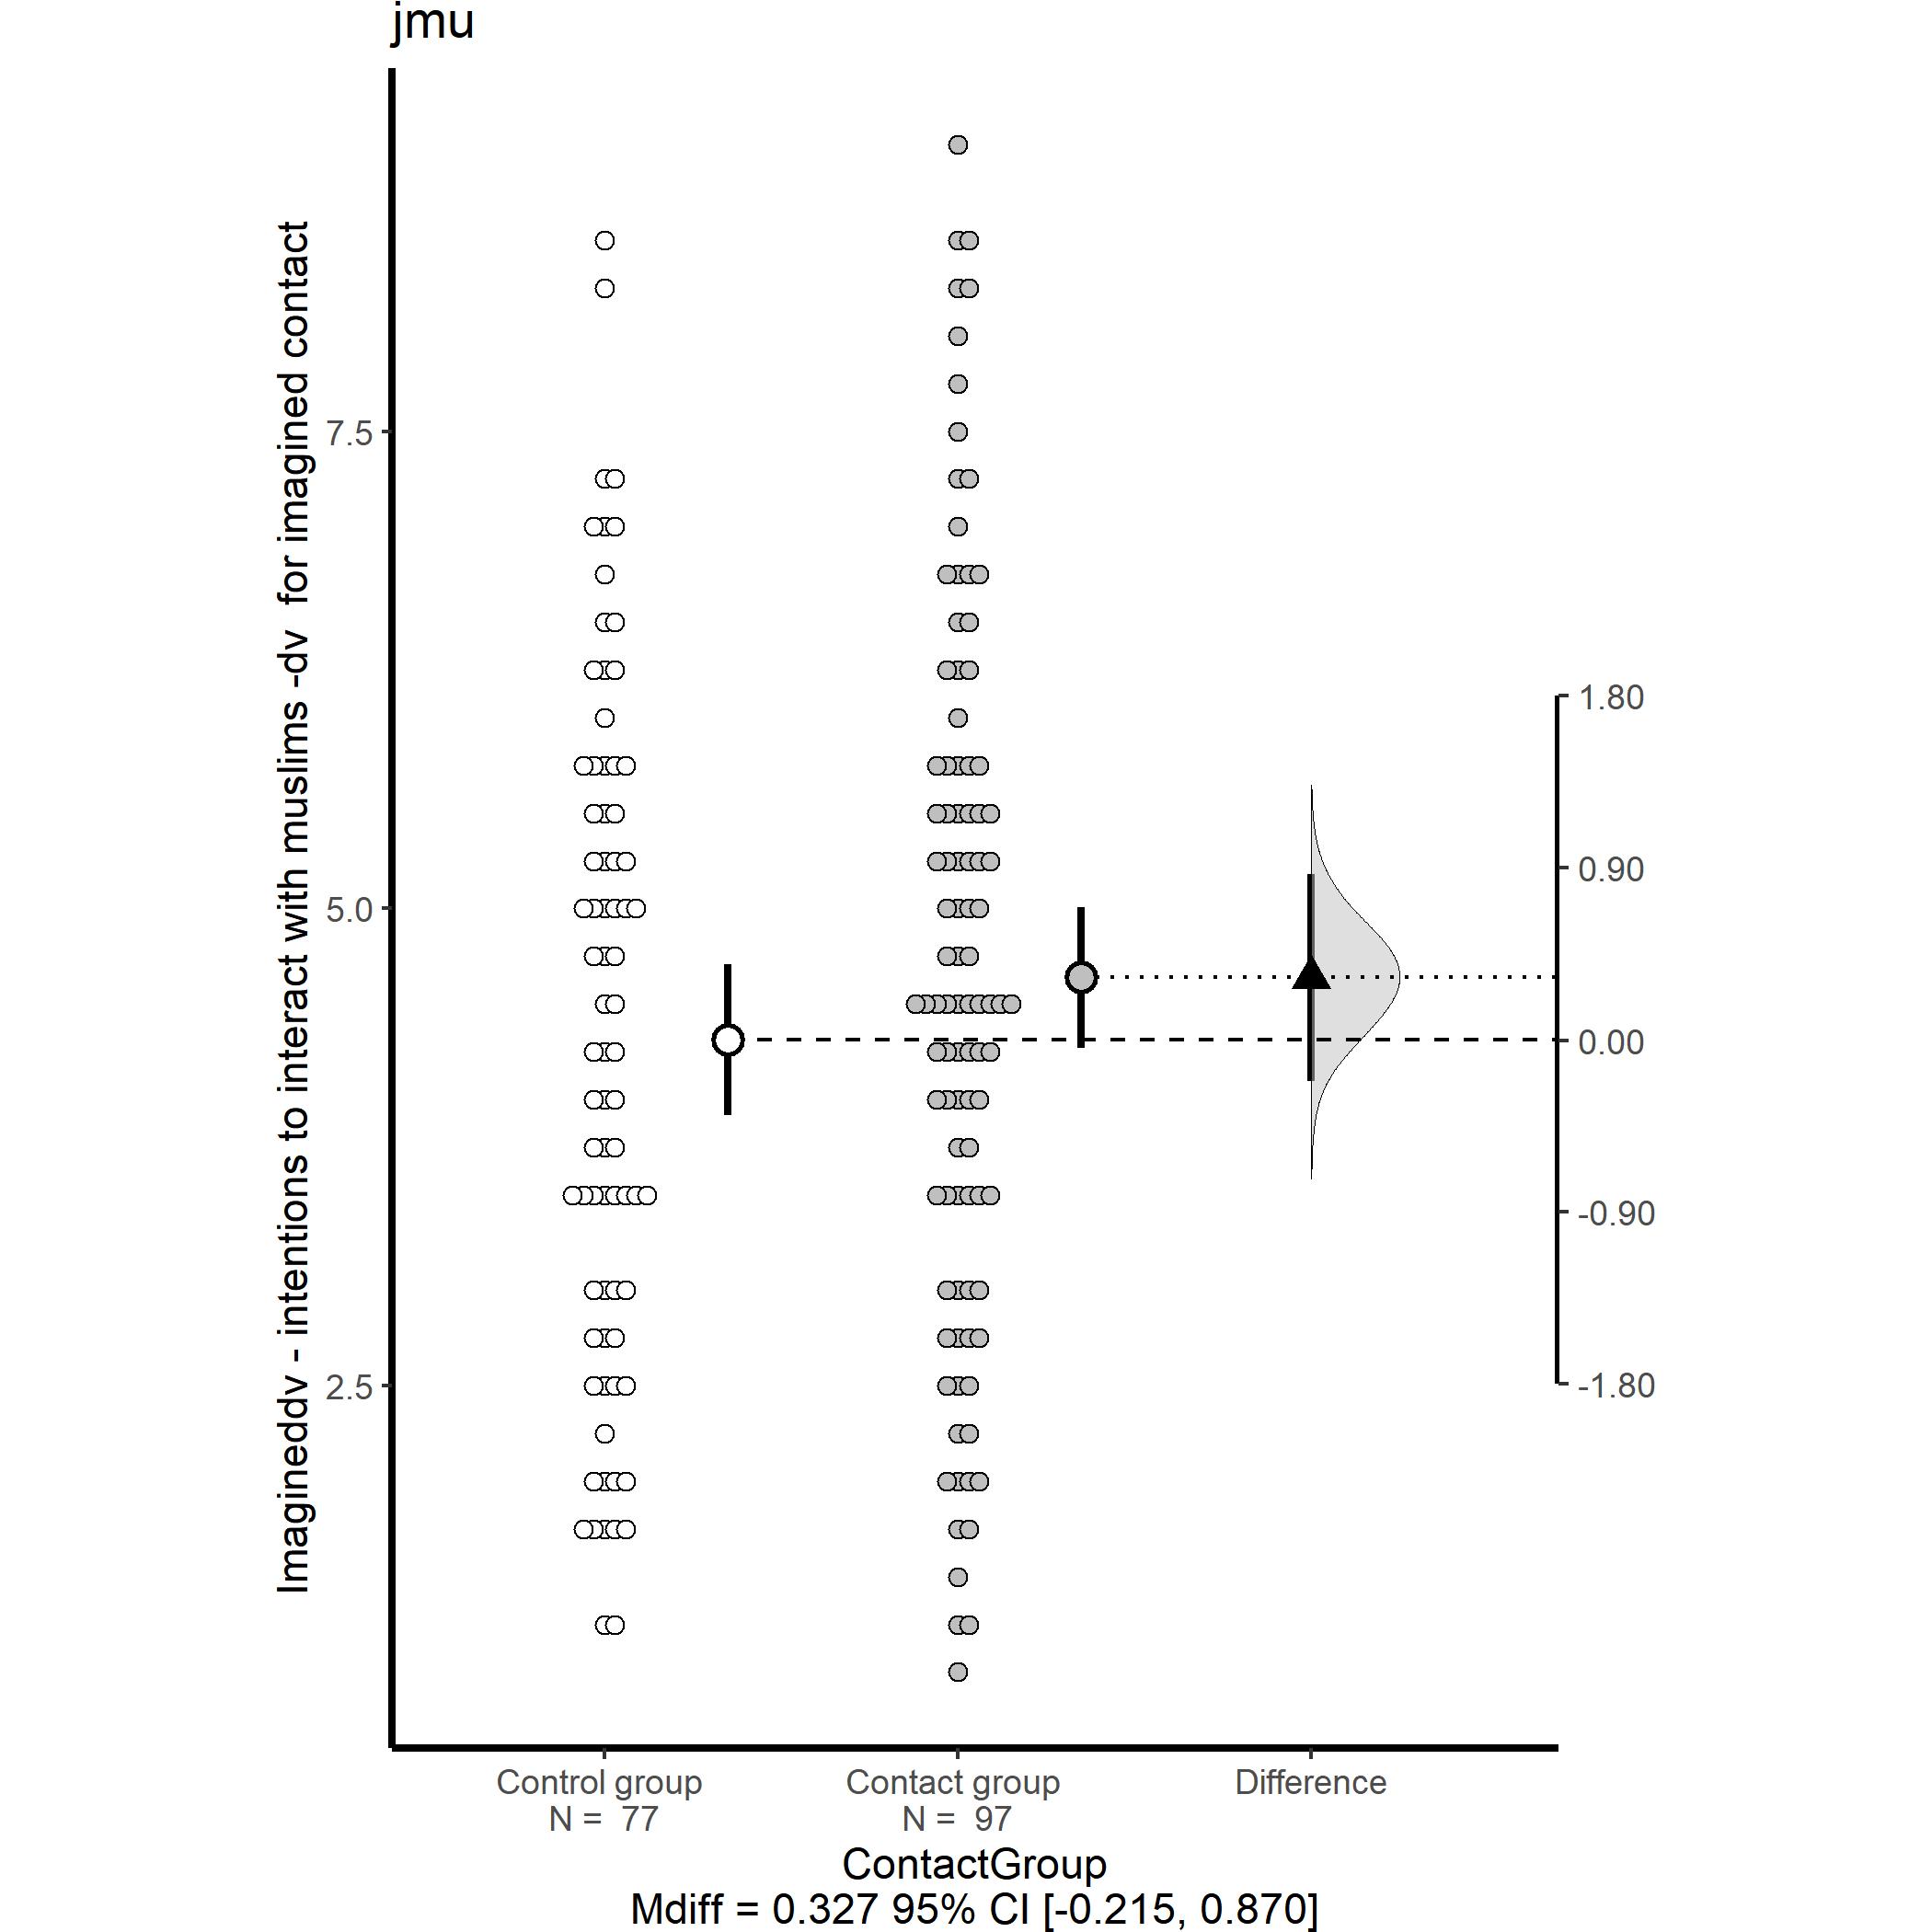 jmu
Imagineddv - intentions to interact with muslims -dv  for imagined contact
7.5
5.0
2.5
1.80
0.90
0.00
-0.90
-1.80
Control group
N =  77
Contact group
N =  97
Difference
ContactGroup
Mdiff = 0.327 95% CI [-0.215, 0.870]